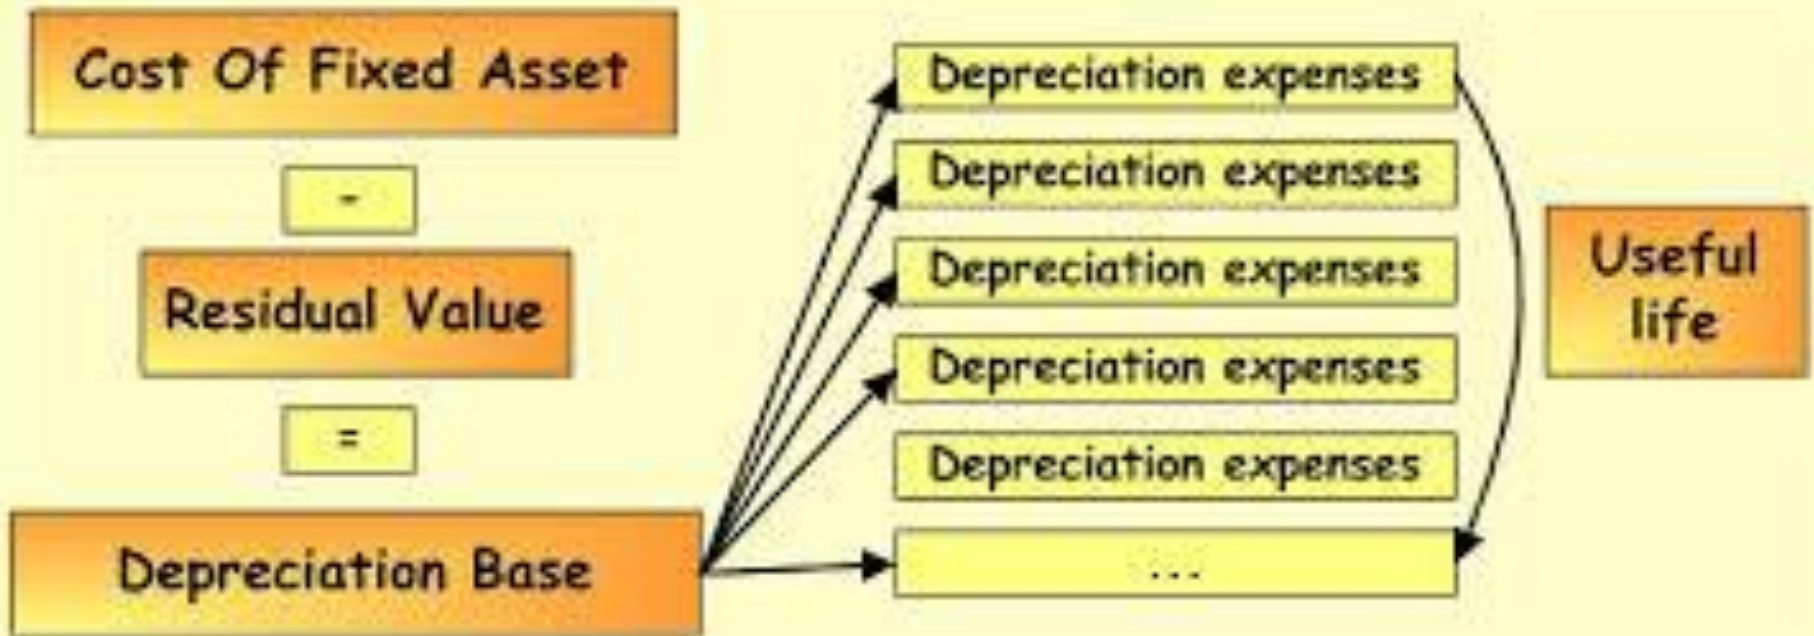 Cost Of Fixed Asset
-
Residual Value
=
Depreciation Base
Depreciation expenses
Depreciation expenses
Depreciation expenses
Depreciation expenses
Depreciation expenses
...
Useful
life